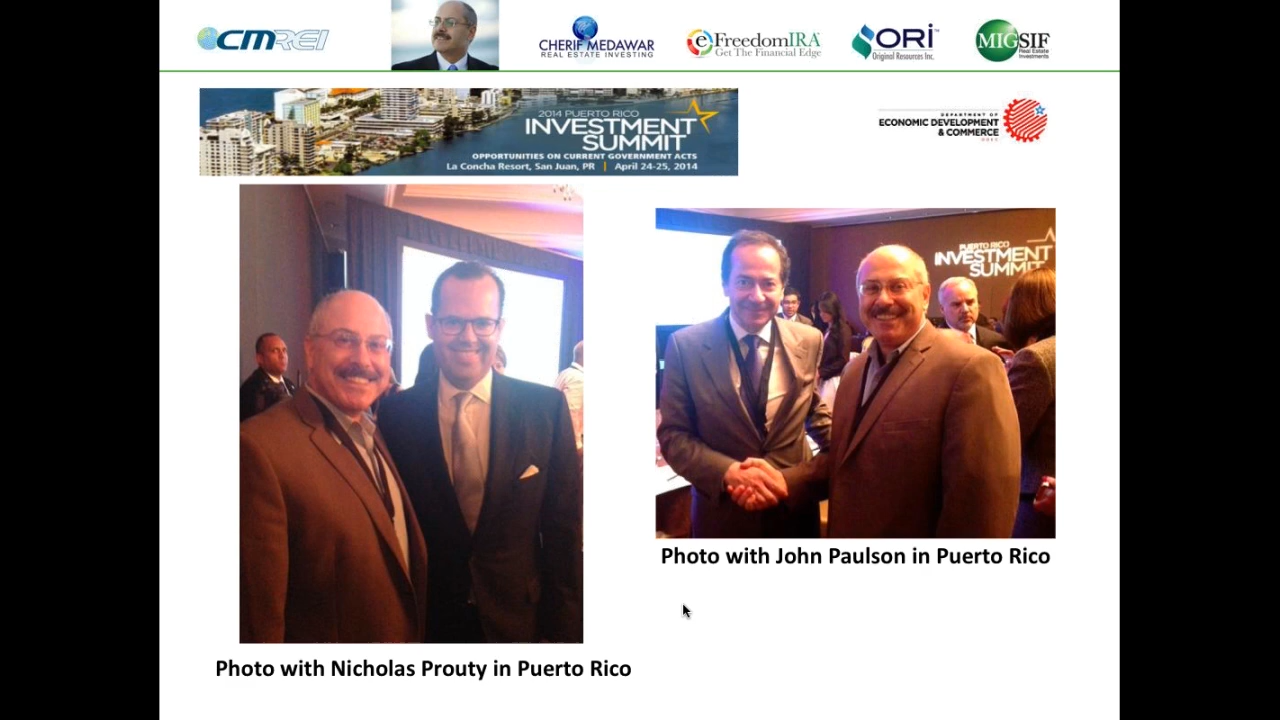 CMREI
CHERIF MEDAWAR
REAL ESTATE INVESTING
eFreedomIRA
Get The Financial Edge
ORI™
Original Resources Inc.
MIGSIF
Real Estate
Investments
2014 PUERTO RICO
INVESTMENT
SUMMIT
OPPORTUNITIES ON CURRENT GOVERNMENT ACTS
La Concha Resort, San Juan, PR | April 24-25, 2014
DEPARTMENT OF
ECONOMIC DEVELOPMENT
& COMMERCE
PUERTO RICO
INVESTMENT
SUMMIT
Photo with John Paulson in Puerto Rico
Photo with Nicholas Prouty in Puerto Rico